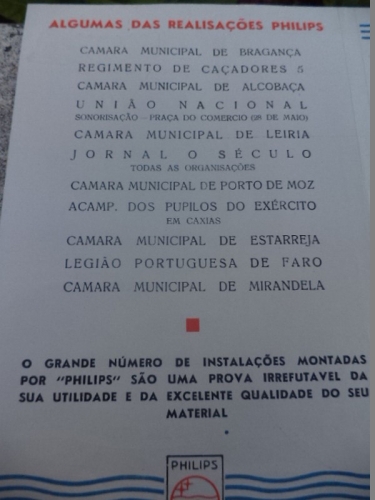 ALGUMAS DAS REALISAÇÕES PHILIPS
CAMARA MUNICIPAL DE BRAGANÇA
REGIMENTO DE CAÇADORES 5
CAMARA MUNICIPAL DE ALCOBAÇA
UNIÃO NACIONAL
SONORISAÇÃO — PRAÇA DO COMERCIO (28 DE MAIO)
CAMARA MUNICIPAL DE LEIRIA
JORNAL O SÉCULO
TODAS AS ORGANISAÇÕES
CAMARA MUNICIPAL DE PORTO DE MOZ
ACAMP. DOS PUPILOS DO EXÉRCITO
EM CAXIAS
CAMARA MUNICIPAL DE ESTARREJA
LEGIÃO PORTUGUESA DE FARO
CAMARA MUNICIPAL DE MIRANDELA
O GRANDE NÚMERO DE INSTALAÇÕES MONTADAS
POR "PHILIPS" SÃO UMA PROVA IRREFUTAVEL DA
SUA UTILIDADE E DA EXCELENTE QUALIDADE DO SEU
MATERIAL
PHILIPS